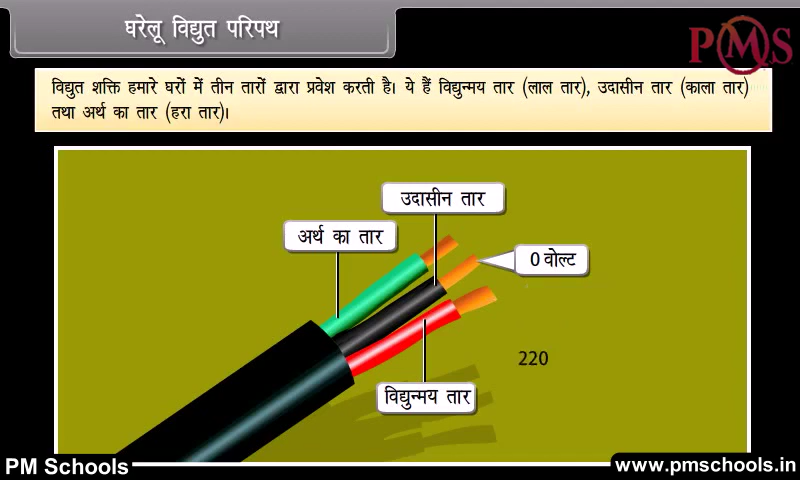 घरेलू विद्युत परिपथ
PMS
विद्युत शक्ति हमारे घरों में तीन तारों द्वारा प्रवेश करती है। ये हैं विद्युन्मय तार (लाल तार), उदासीन तार (काला तार)
तथा अर्थ का तार (हरा तार)।
उदासीन तार
अर्थ का तार
0 वोल्ट
220
विद्युन्मय तार
PM Schools
www.pmschools.in